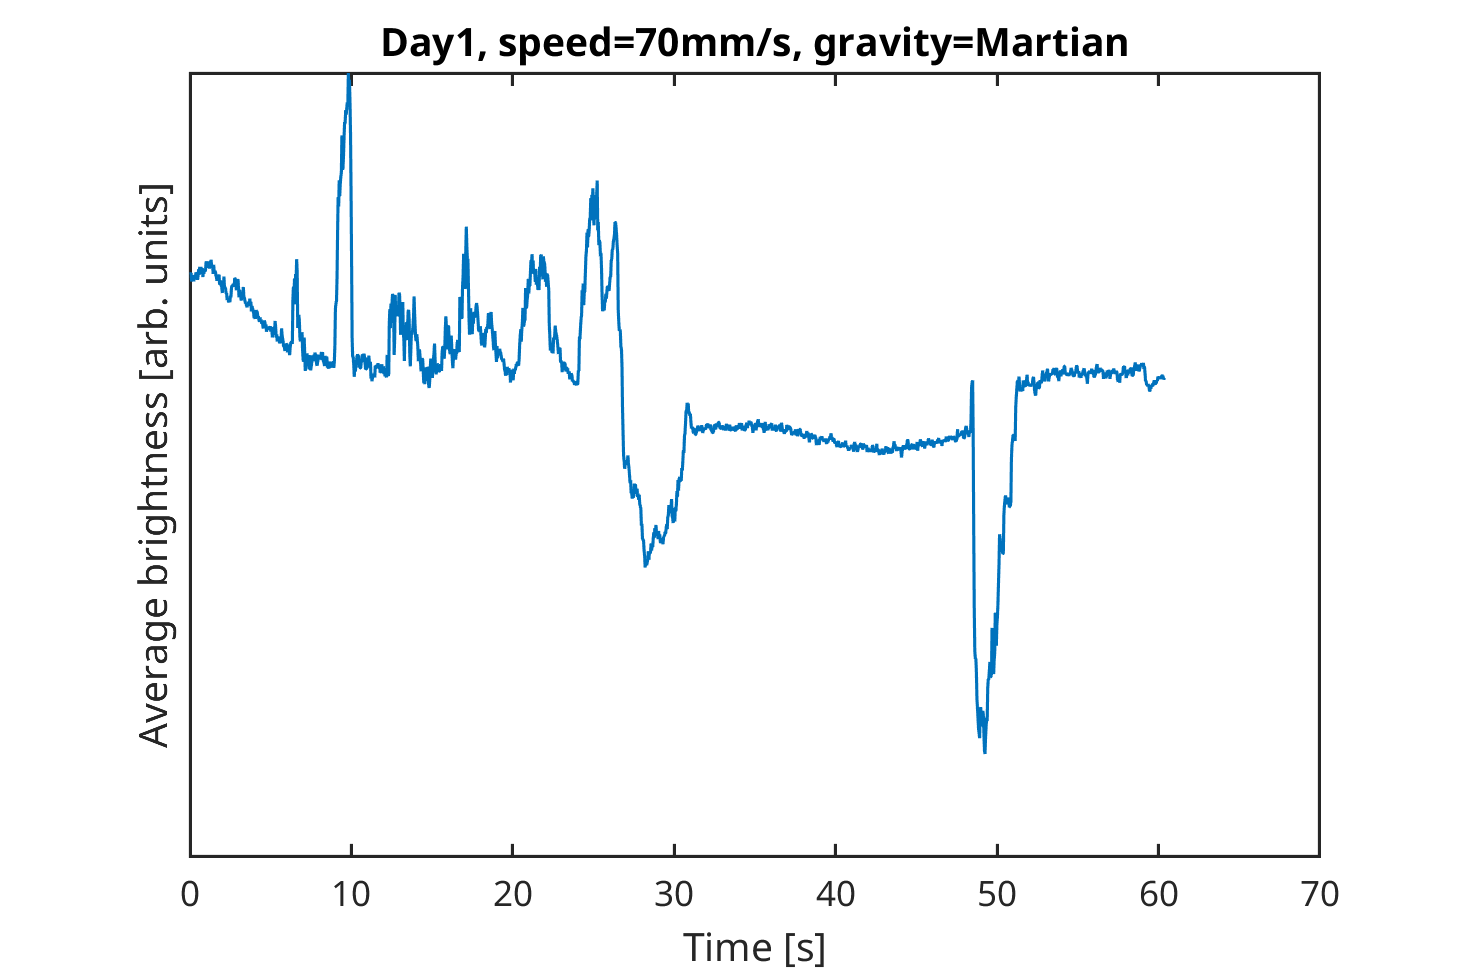 Day1, speed=70mm/s, gravity=Martian
Average brightness [arb. units]
0 10 20 30 40 50 60 70
Time [s]